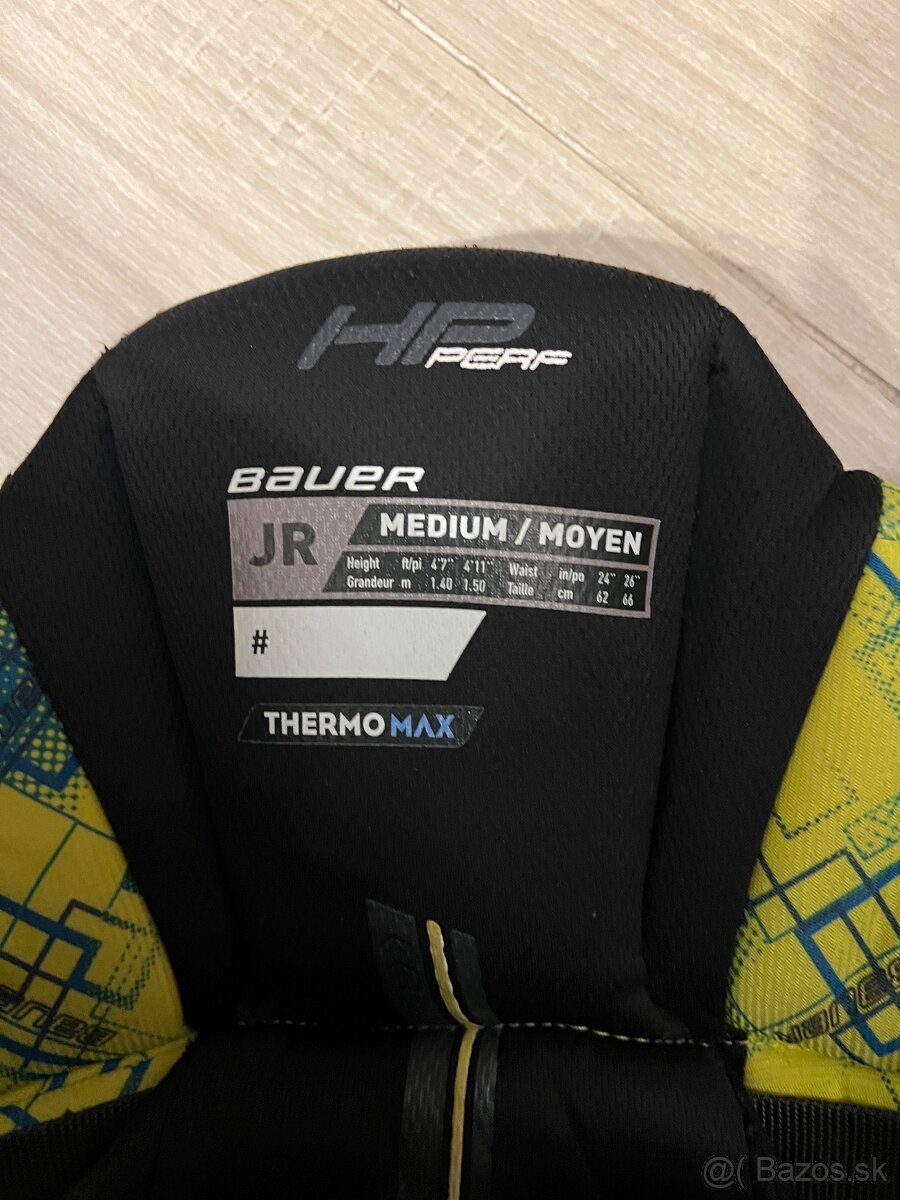 HP
PERF
BAUER
JR
MEDIUM / MOYEN
Height ft/pi 4'7'' 4'11'' Waist in/po 24'' 26''
Grandeur m 1.40 1.50 Taille cm 62 66
#
THERMO MAX
BAUER
@( Bazos.sk